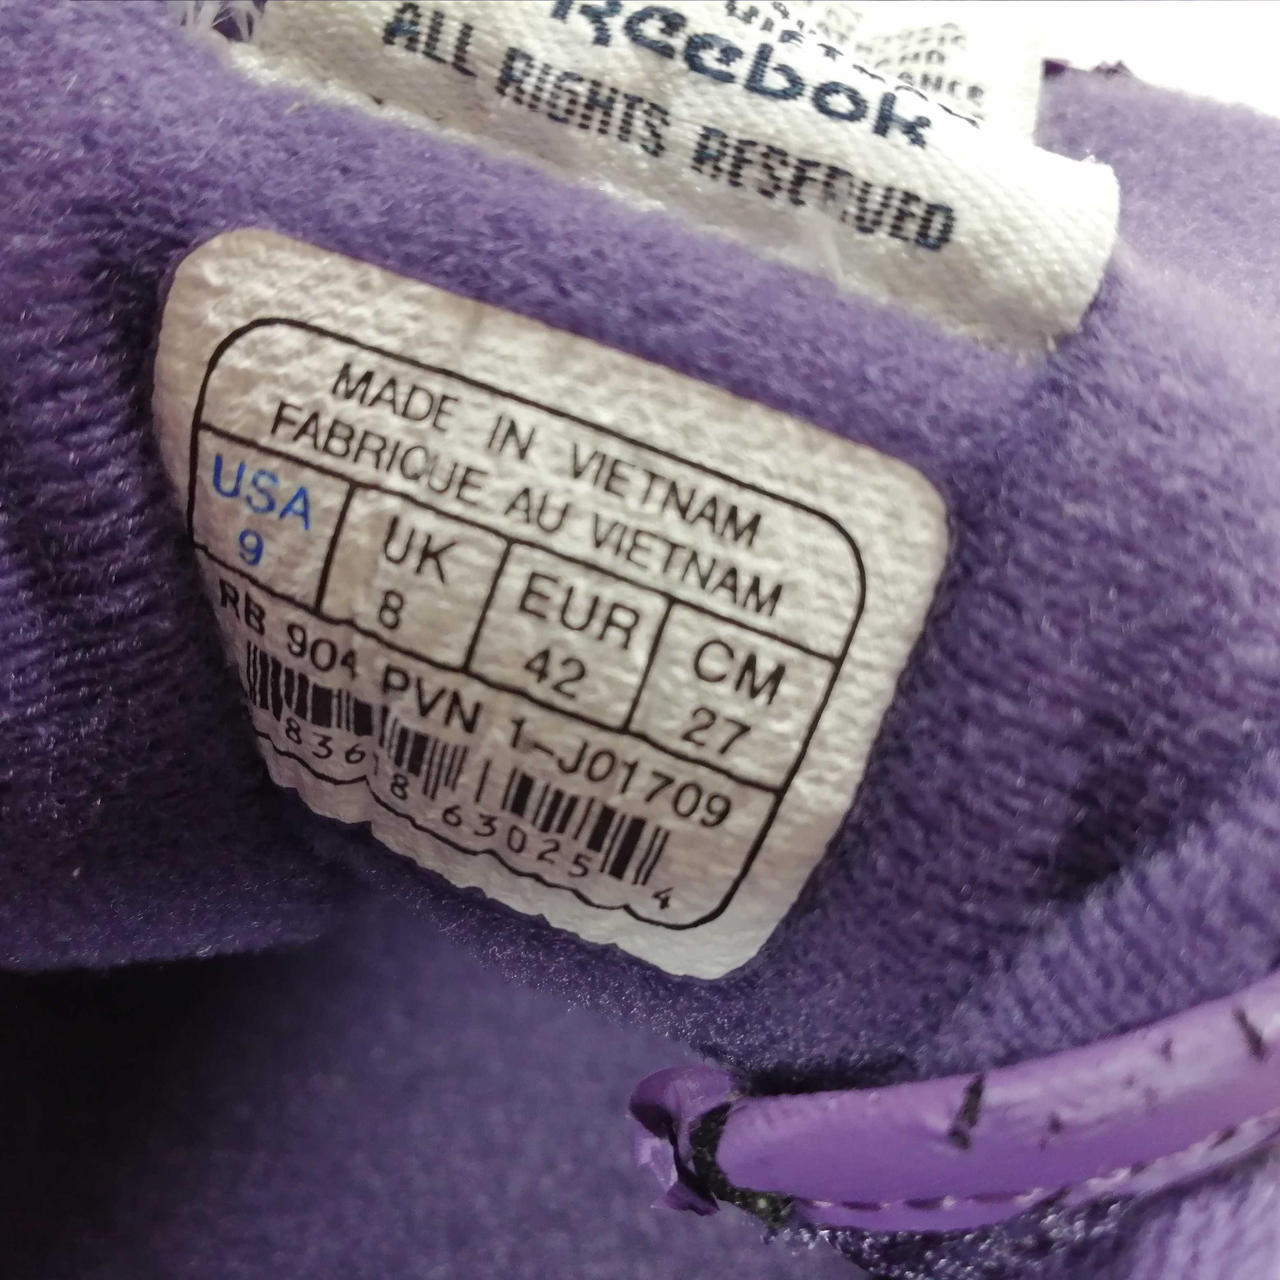 Reebok
ALL RIGHTS RESERVED
MADE IN VIETNAM
FABRIQUE AU VIETNAM
USA UK EUR CM
9 8 42 27
RB 904 PVN 1-J01709
8 83618 63025 4